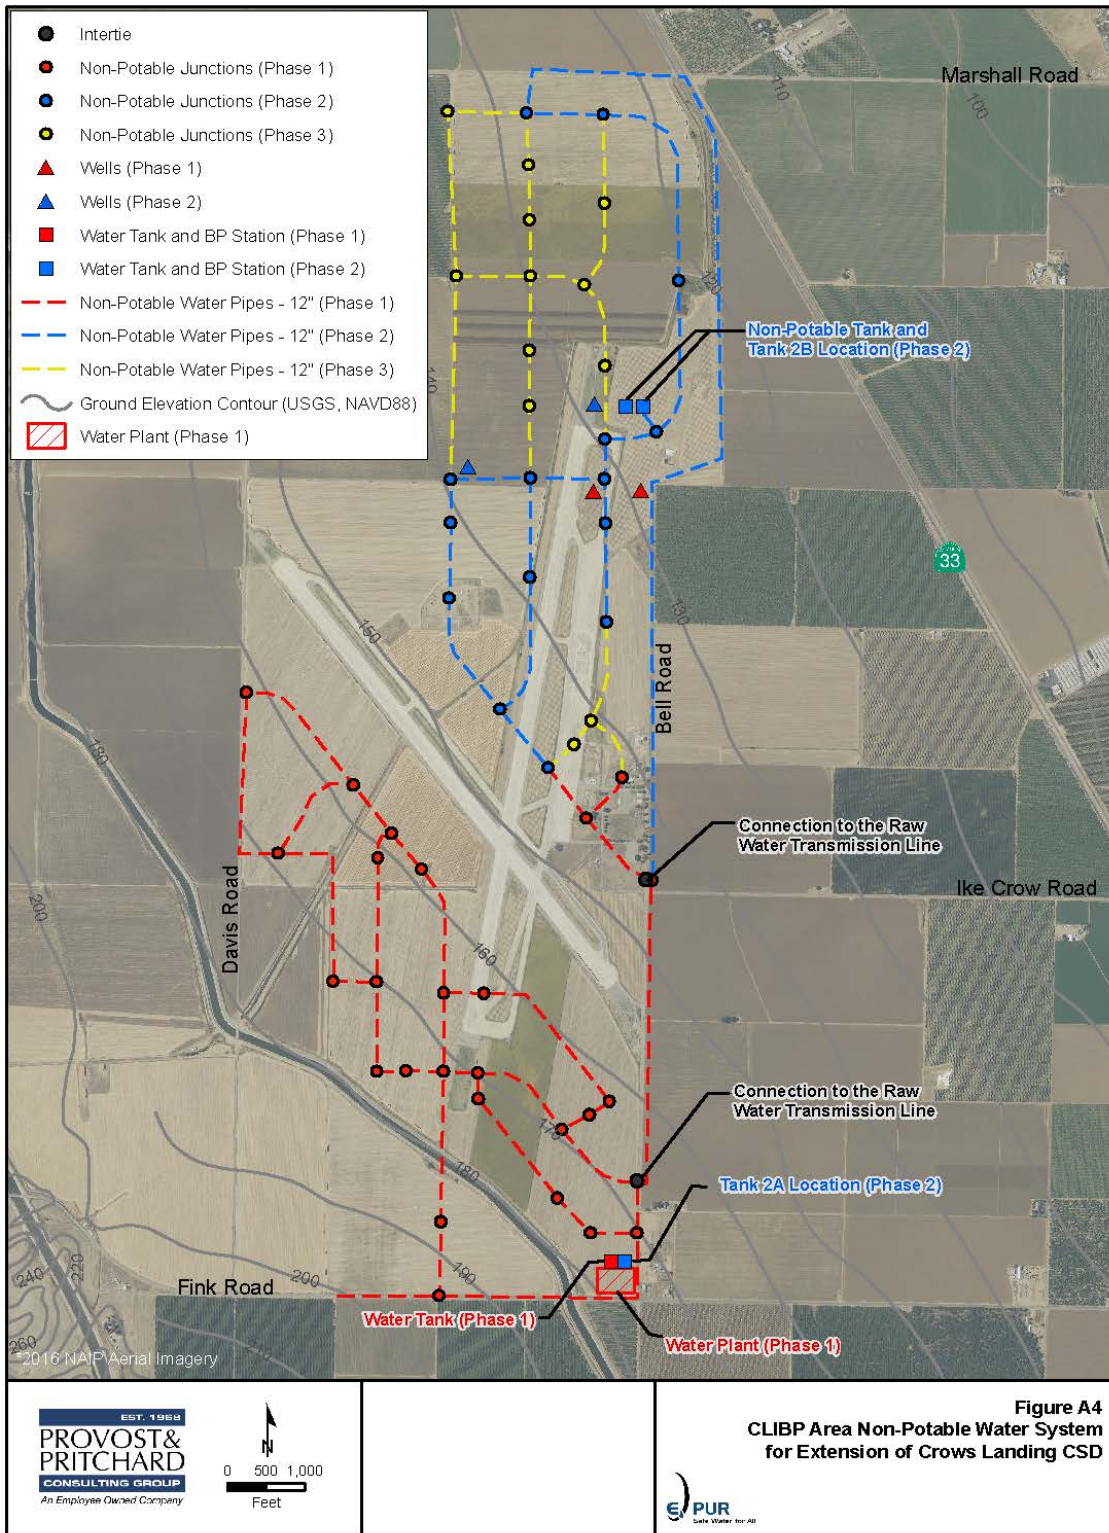 Intertie
Non-Potable Junctions (Phase 1)
Non-Potable Junctions (Phase 2)
Non-Potable Junctions (Phase 3)
Wells (Phase 1)
Wells (Phase 2)
Water Tank and BP Station (Phase 1)
Water Tank and BP Station (Phase 2)
Non-Potable Water Pipes - 12" (Phase 1)
Non-Potable Water Pipes - 12" (Phase 2)
Non-Potable Water Pipes - 12" (Phase 3)
Ground Elevation Contour (USGS, NAVD88)
Water Plant (Phase 1)
Marshall Road
110
100
120
Non-Potable Tank and
Tank 2B Location (Phase 2)
140
33
150
130
Bell Road
180
Connection to the Raw
Water Transmission Line
Ike Crow Road
200
Davis Road
160
Connection to the Raw
Water Transmission Line
170
180
Tank 2A Location (Phase 2)
240
220
Fink Road
200
190
Water Tank (Phase 1)
Water Plant (Phase 1)
260
*2016 NAIP Aerial Imagery
EST. 1968
PROVOST&
PRITCHARD
CONSULTING GROUP
An Employee Owned Company
N
0 500 1,000
Feet
Figure A4
CLIBP Area Non-Potable Water System
for Extension of Crows Landing CSD
PUR
Safe Water for All